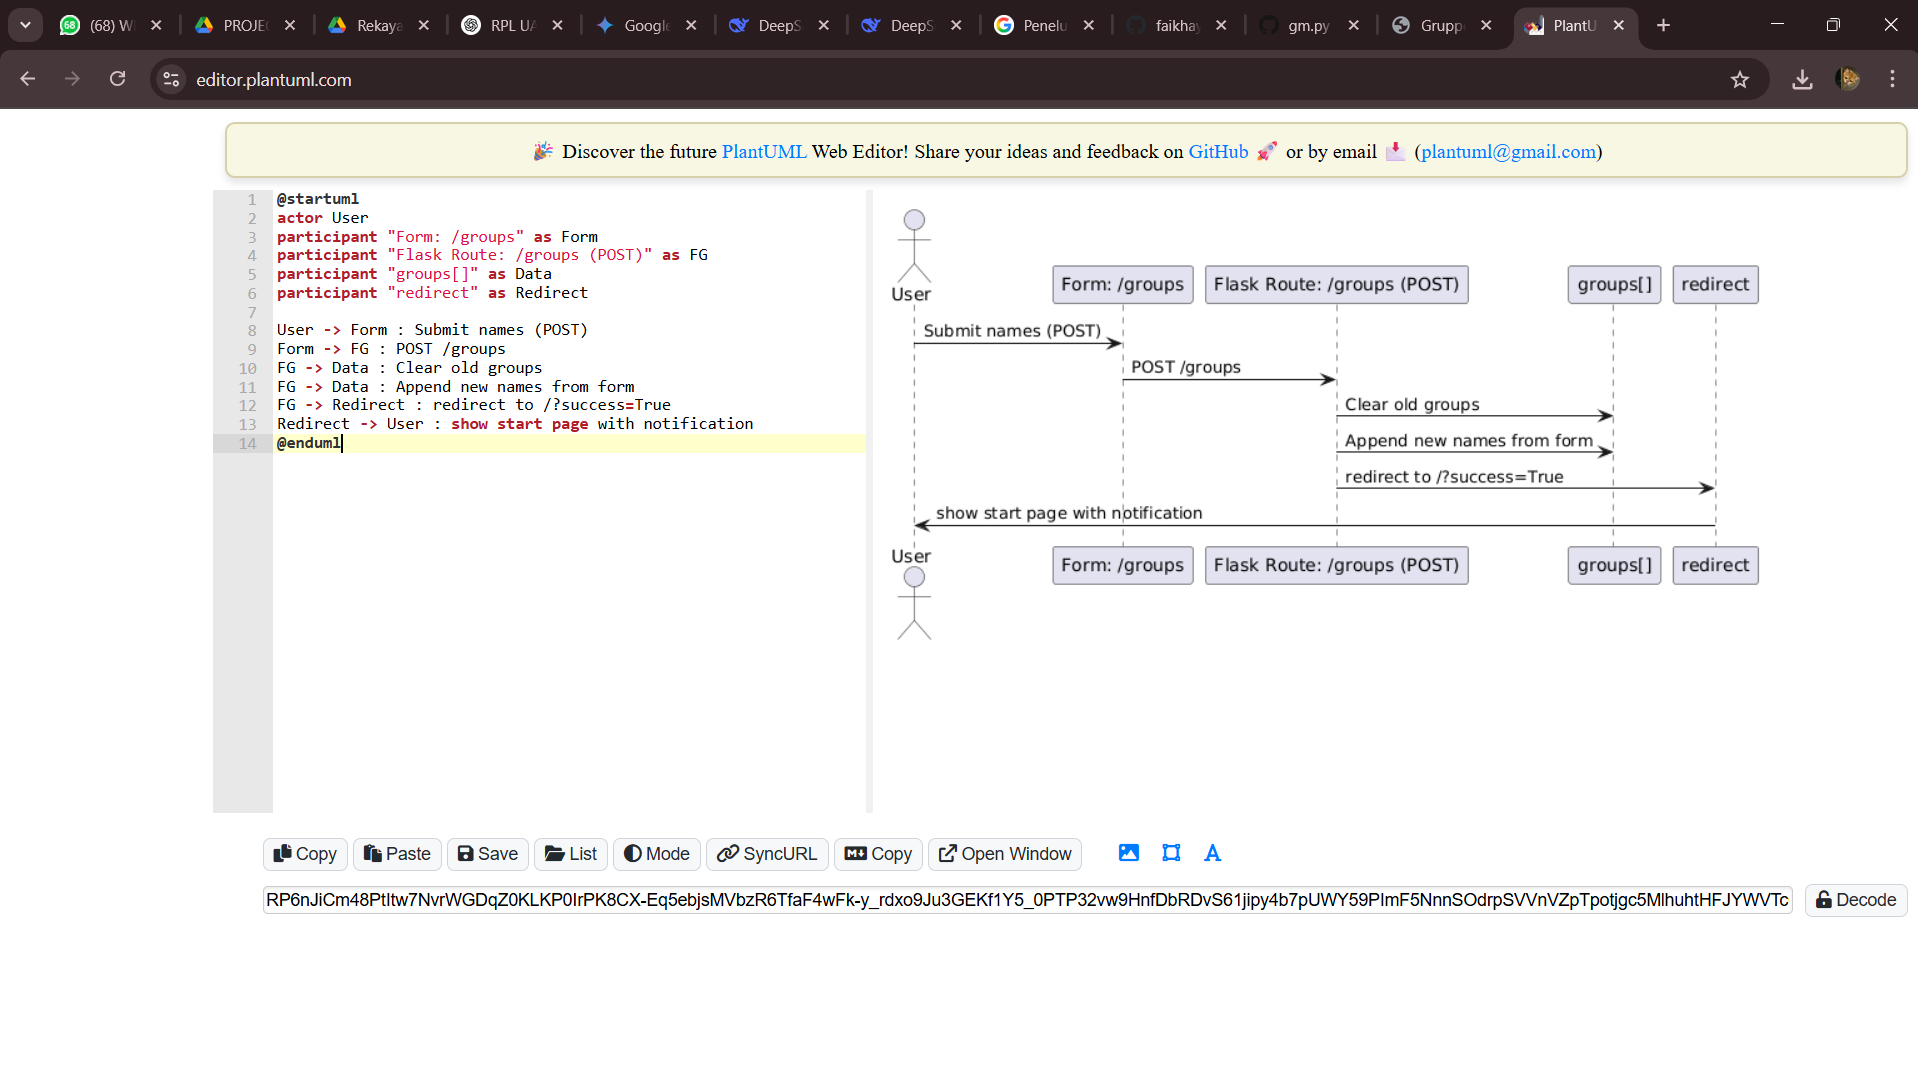 (68) W
PROJE
Rekaya
RPL UA
Google
DeepS
DeepS
Penelu
faikhay
gm.py
Grupp
PlantU
editor.plantuml.com
🎉 Discover the future PlantUML Web Editor! Share your ideas and feedback on GitHub 🚀 or by email 📩 (plantuml@gmail.com)
1 @startuml
2 actor User
3 participant "Form: /groups" as Form
4 participant "Flask Route: /groups (POST)" as FG
5 participant "groups[]" as Data
6 participant "redirect" as Redirect
7
8 User -> Form : Submit names (POST)
9 Form -> FG : POST /groups
10 FG -> Data : Clear old groups
11 FG -> Data : Append new names from form
12 FG -> Redirect : redirect to /?success=True
13 Redirect -> User : show start page with notification
14 @enduml
User
Form: /groups
Flask Route: /groups (POST)
groups[]
redirect
Submit names (POST)
POST /groups
Clear old groups
Append new names from form
redirect to /?success=True
show start page with notification
User
Form: /groups
Flask Route: /groups (POST)
groups[]
redirect
Copy
Paste
Save
List
Mode
SyncURL
Copy
Open Window
Decode